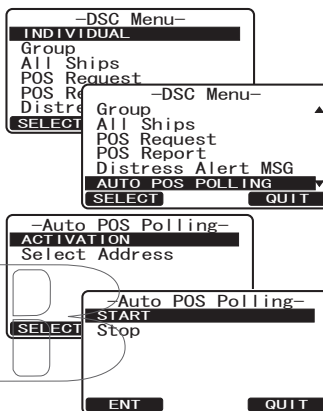 –DSC Menu–
INDIVIDUAL
Group
All Ships
POS Request
POS Re
Distre
SELECT
–DSC Menu–
Group
All Ships
POS Request
POS Report
Distress Alert MSG
AUTO POS POLLING
SELECT QUIT
–Auto POS Polling–
ACTIVATION
Select Address
SELECT
–Auto POS Polling–
START
Stop
ENT QUIT